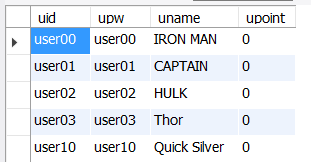 uid upw uname upoint
user00 user00 IRON MAN 0
user01 user01 CAPTAIN 0
user02 user02 HULK 0
user03 user03 Thor 0
user10 user10 Quick Silver 0